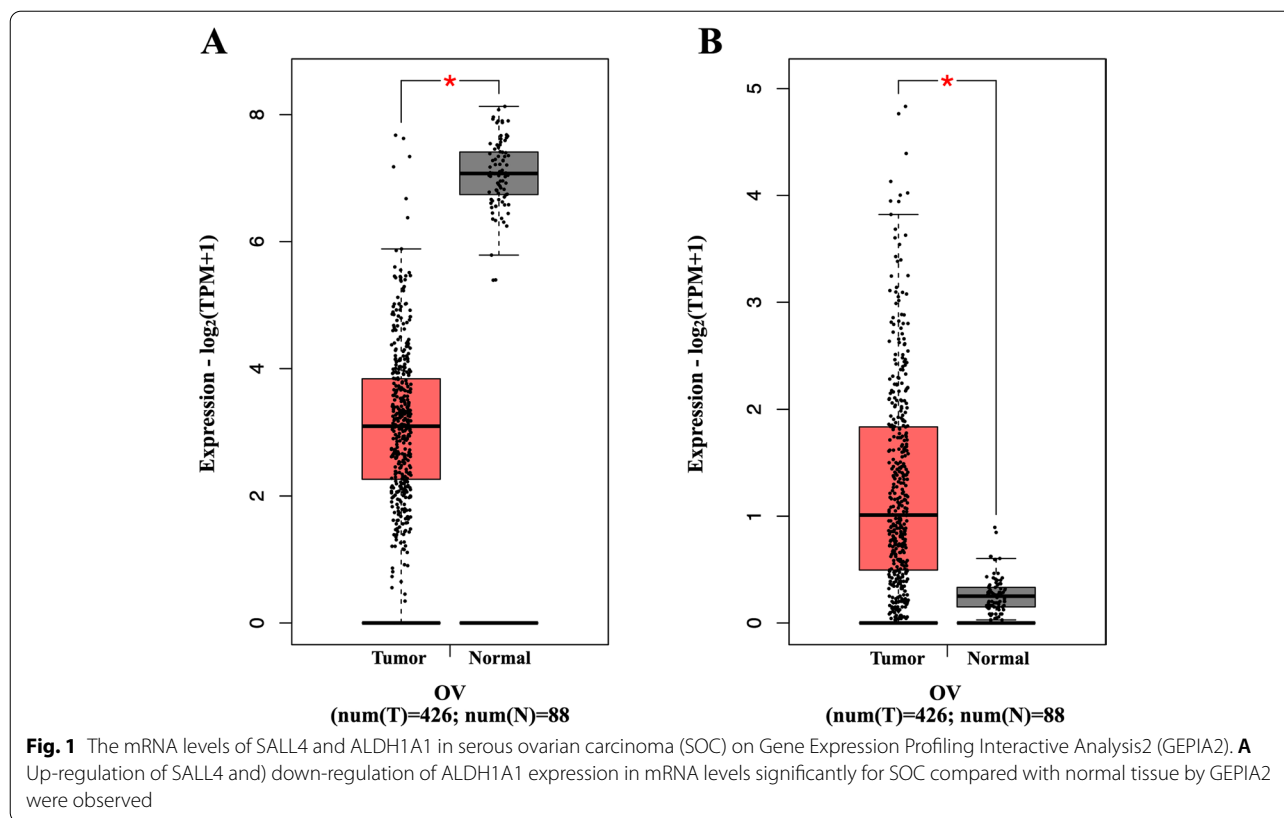 A
B
*
*
Expression - log₂(TPM+1)
8
6
4
2
0
Tumor
Normal
OV
(num(T)=426; num(N)=88
Expression - log₂(TPM+1)
5
4
3
2
1
0
Tumor
Normal
OV
(num(T)=426; num(N)=88
Fig. 1 The mRNA levels of SALL4 and ALDH1A1 in serous ovarian carcinoma (SOC) on Gene Expression Profiling Interactive Analysis2 (GEPIA2). A
Up-regulation of SALL4 and) down-regulation of ALDH1A1 expression in mRNA levels significantly for SOC compared with normal tissue by GEPIA2
were observed